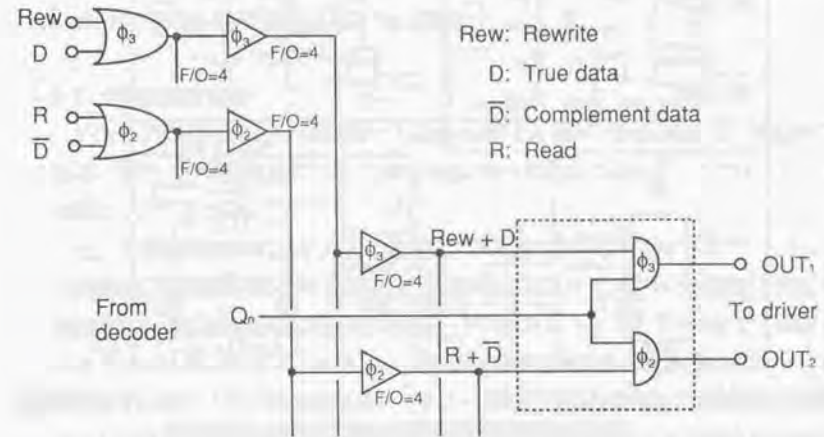 Rew
D
ϕ3
F/O=4
ϕ3
F/O=4
R
D̅
ϕ2
F/O=4
ϕ2
F/O=4
Rew: Rewrite
D: True data
D̅: Complement data
R: Read
ϕ3
F/O=4
Rew + D
ϕ3
OUT1
From
decoder
Qn
To driver
ϕ2
F/O=4
R + D̅
ϕ2
OUT2